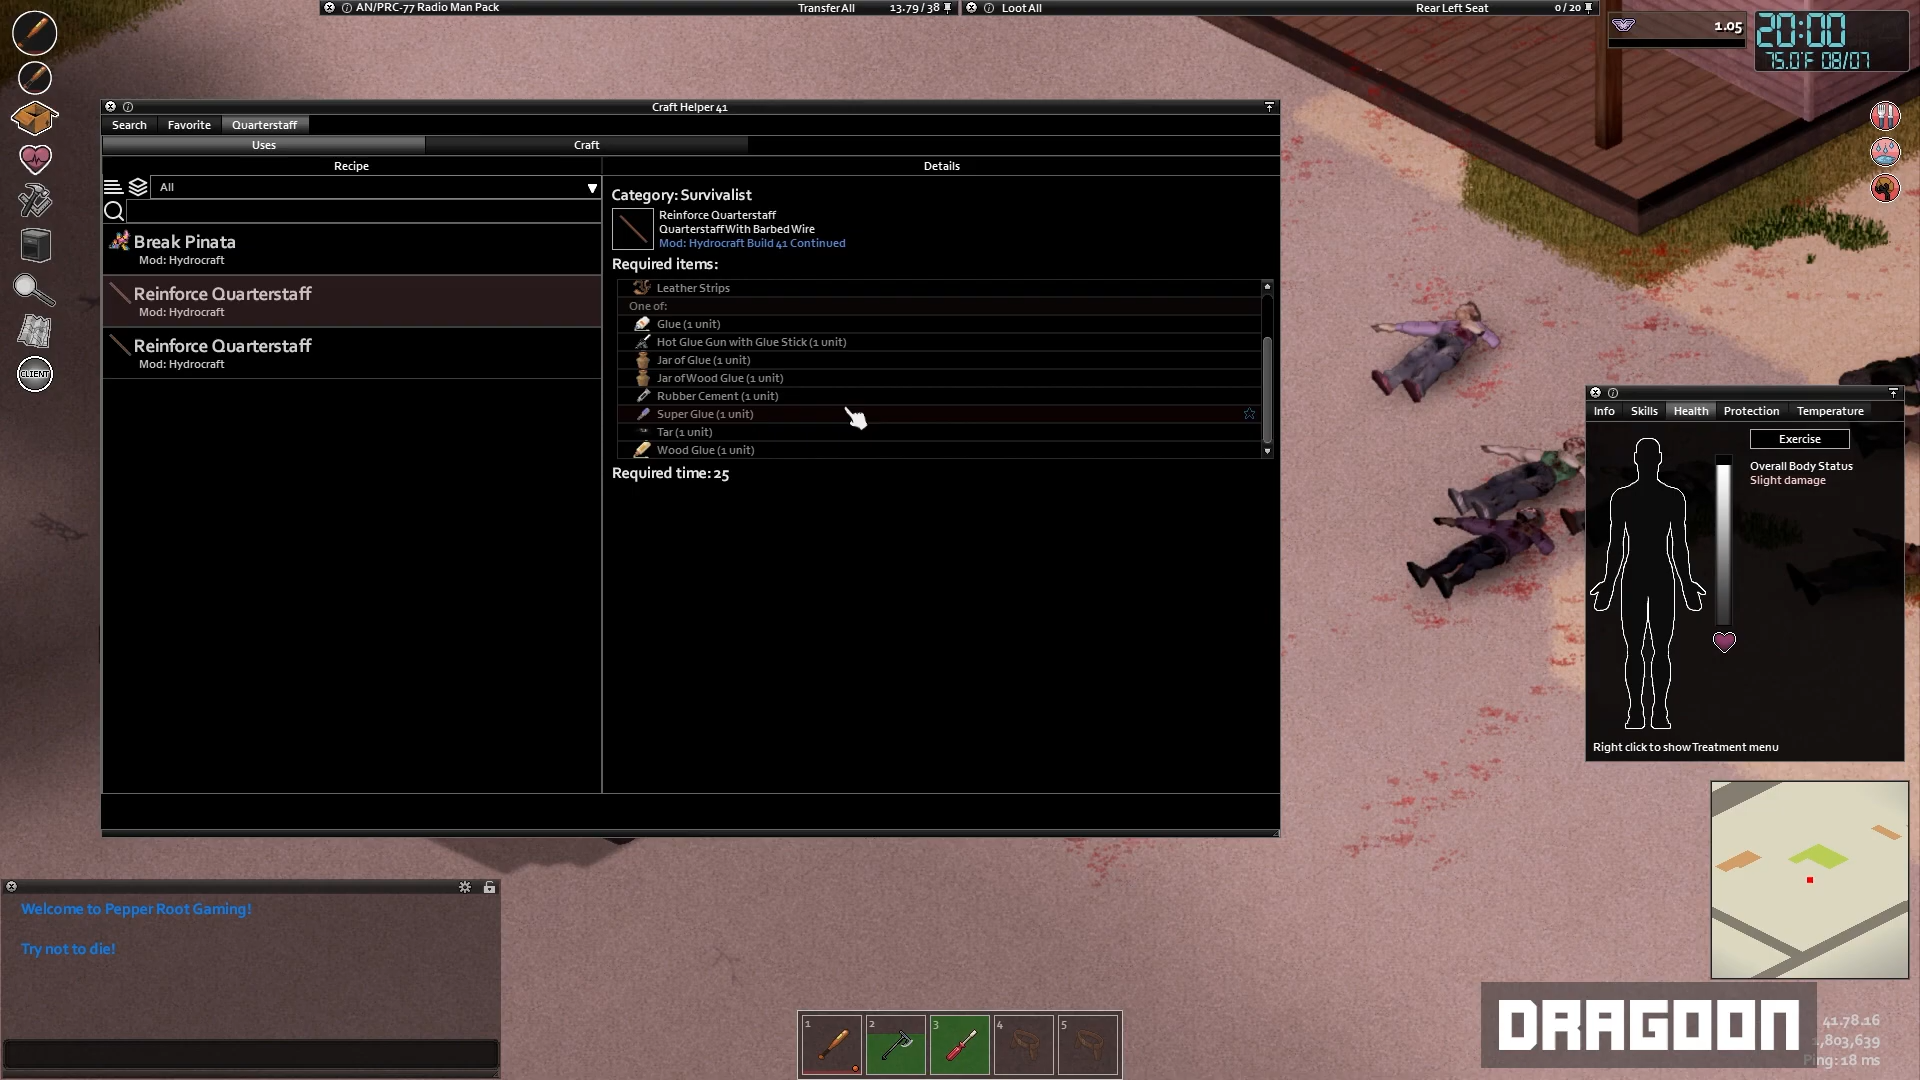 AN/PRC-77 Radio Man Pack
Transfer All
13.79 / 38
Loot All
Rear Left Seat
0 / 20
1.05
20:00
75.0°F 08/07
Craft Helper 41
Search
Favorite
Quarterstaff
Uses
Craft
Recipe
Details
All
Break Pinata
Mod: Hydrocraft
Reinforce Quarterstaff
Mod: Hydrocraft
Reinforce Quarterstaff
Mod: Hydrocraft
Category: Survivalist
Reinforce Quarterstaff
Quarterstaff With Barbed Wire
Mod: Hydrocraft Build 41 Continued
Required items:
Leather Strips
One of:
Glue (1 unit)
Hot Glue Gun with Glue Stick (1 unit)
Jar of Glue (1 unit)
Jar of Wood Glue (1 unit)
Rubber Cement (1 unit)
Super Glue (1 unit)
Tar (1 unit)
Wood Glue (1 unit)
Required time: 25
CLIENT
Info
Skills
Health
Protection
Temperature
Exercise
Overall Body Status
Slight damage
Right click to show Treatment menu
Welcome to Pepper Root Gaming!
Try not to die!
1
2
3
4
5
DRAGOON
41.78.16
1,803,639
Ping: 18 ms